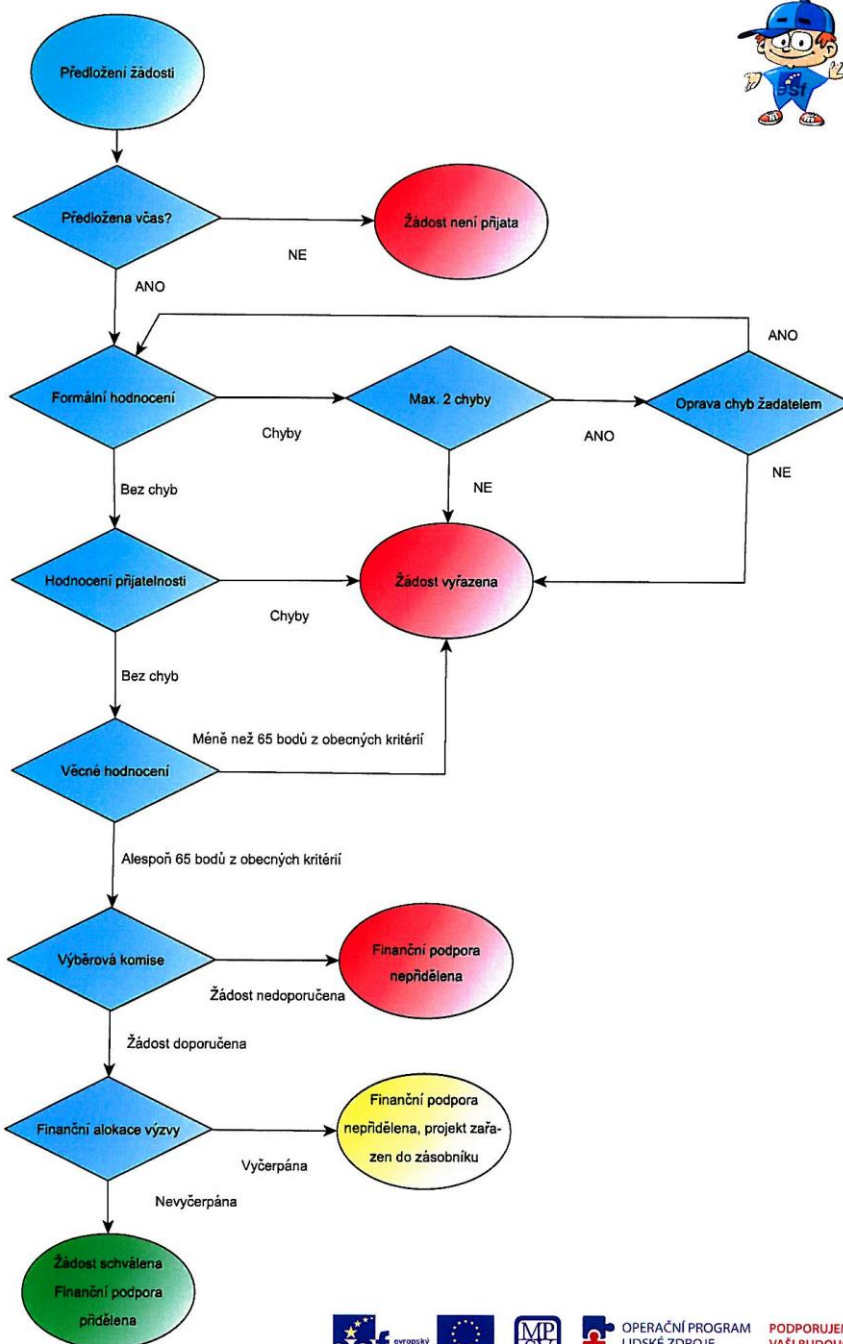 Předložení žádosti
esf
Předložena včas?
Žádost není přijata
NE
ANO
ANO
Formální hodnocení
Max. 2 chyby
Oprava chyb žadatelem
Chyby
ANO
Bez chyb
NE
NE
Hodnocení přijatelnosti
Žádost vyřazena
Chyby
Bez chyb
Méně než 65 bodů z obecných kritérií
Věcné hodnocení
Alespoň 65 bodů z obecných kritérií
Výběrová komise
Finanční podpora
nepřidělena
Žádost nedoporučena
Žádost doporučena
Finanční alokace výzvy
Finanční podpora
nepřidělena, projekt zařa-
zen do zásobníku
Vyčerpána
Nevyčerpána
Žádost schválena
Finanční podpora
přidělena
evropský
MP
OPERAČNÍ PROGRAM